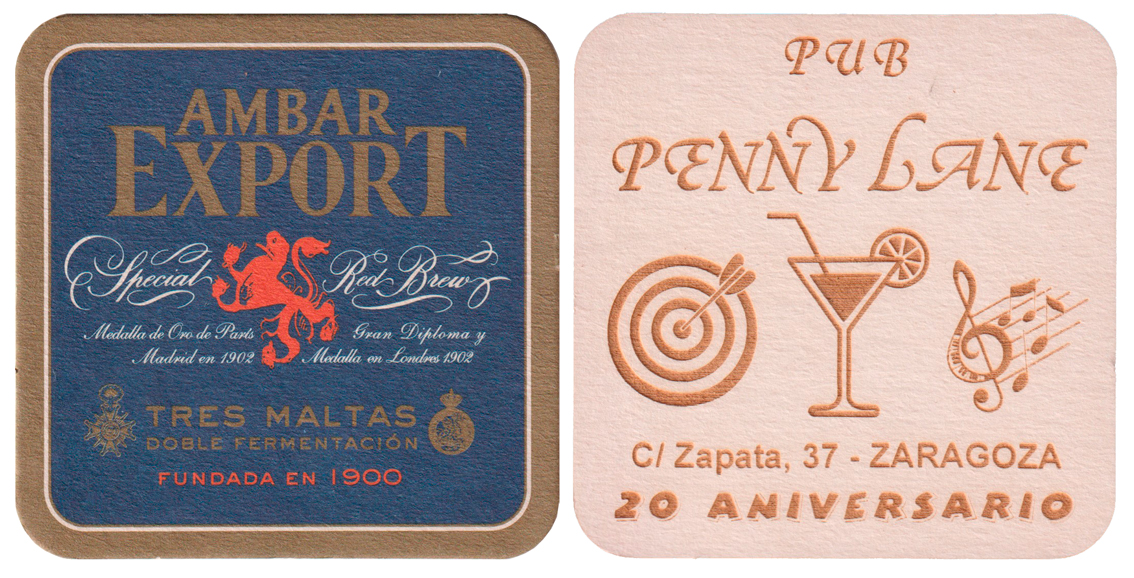 AMBAR
EXPORT
Special Red Brew
Medalla de Oro de París Gran Diploma y
Madrid en 1902 Medalla en Londres 1902
TRES MALTAS
DOBLE FERMENTACIÓN
FUNDADA EN 1900
PUB
PENNY LANE
C/ Zapata, 37 - ZARAGOZA
20 ANIVERSARIO